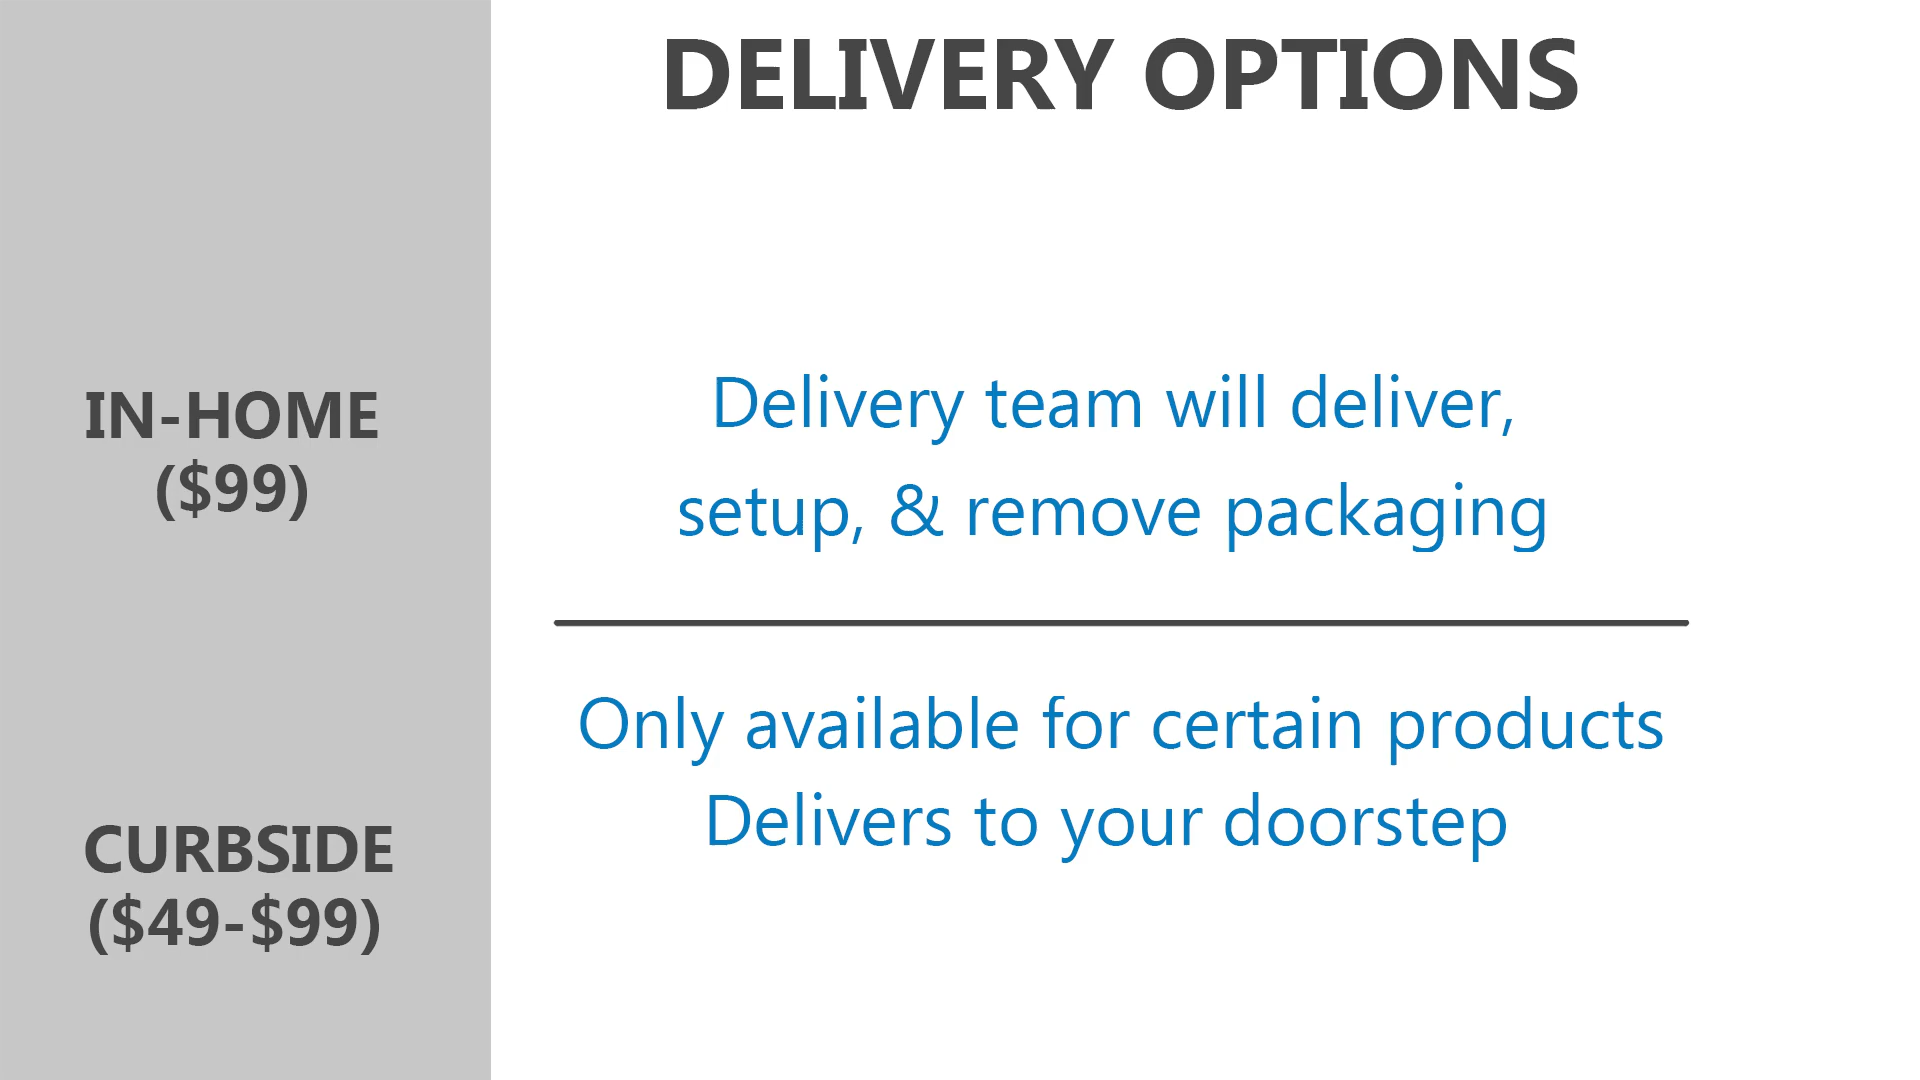 DELIVERY OPTIONS
IN-HOME
($99)
Delivery team will deliver,
setup, & remove packaging
CURBSIDE
($49-$99)
Only available for certain products
Delivers to your doorstep